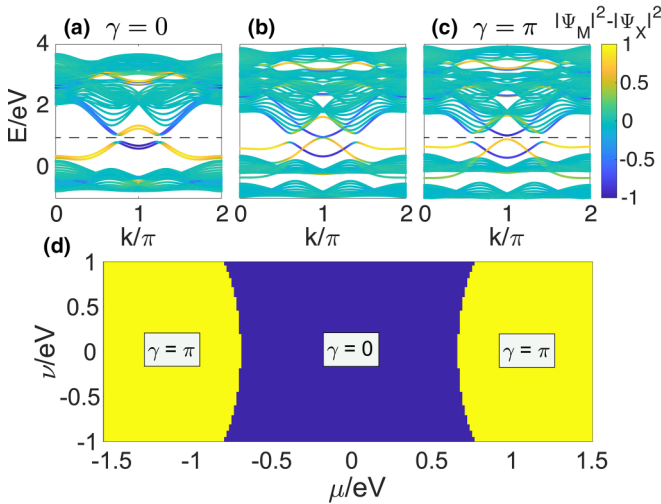 (a) γ = 0 (b) (c) γ = π |Ψ_M|²-|Ψ_X|²
4 1
2 0.5
E/eV 0
0 -0.5
-1
0 1 2 0 1 2 0 1 2
k/π k/π k/π
(d)
1
0.5
ν/eV 0 γ = π γ = 0 γ = π
-0.5
-1
-1.5 -1 -0.5 0 0.5 1 1.5
μ/eV